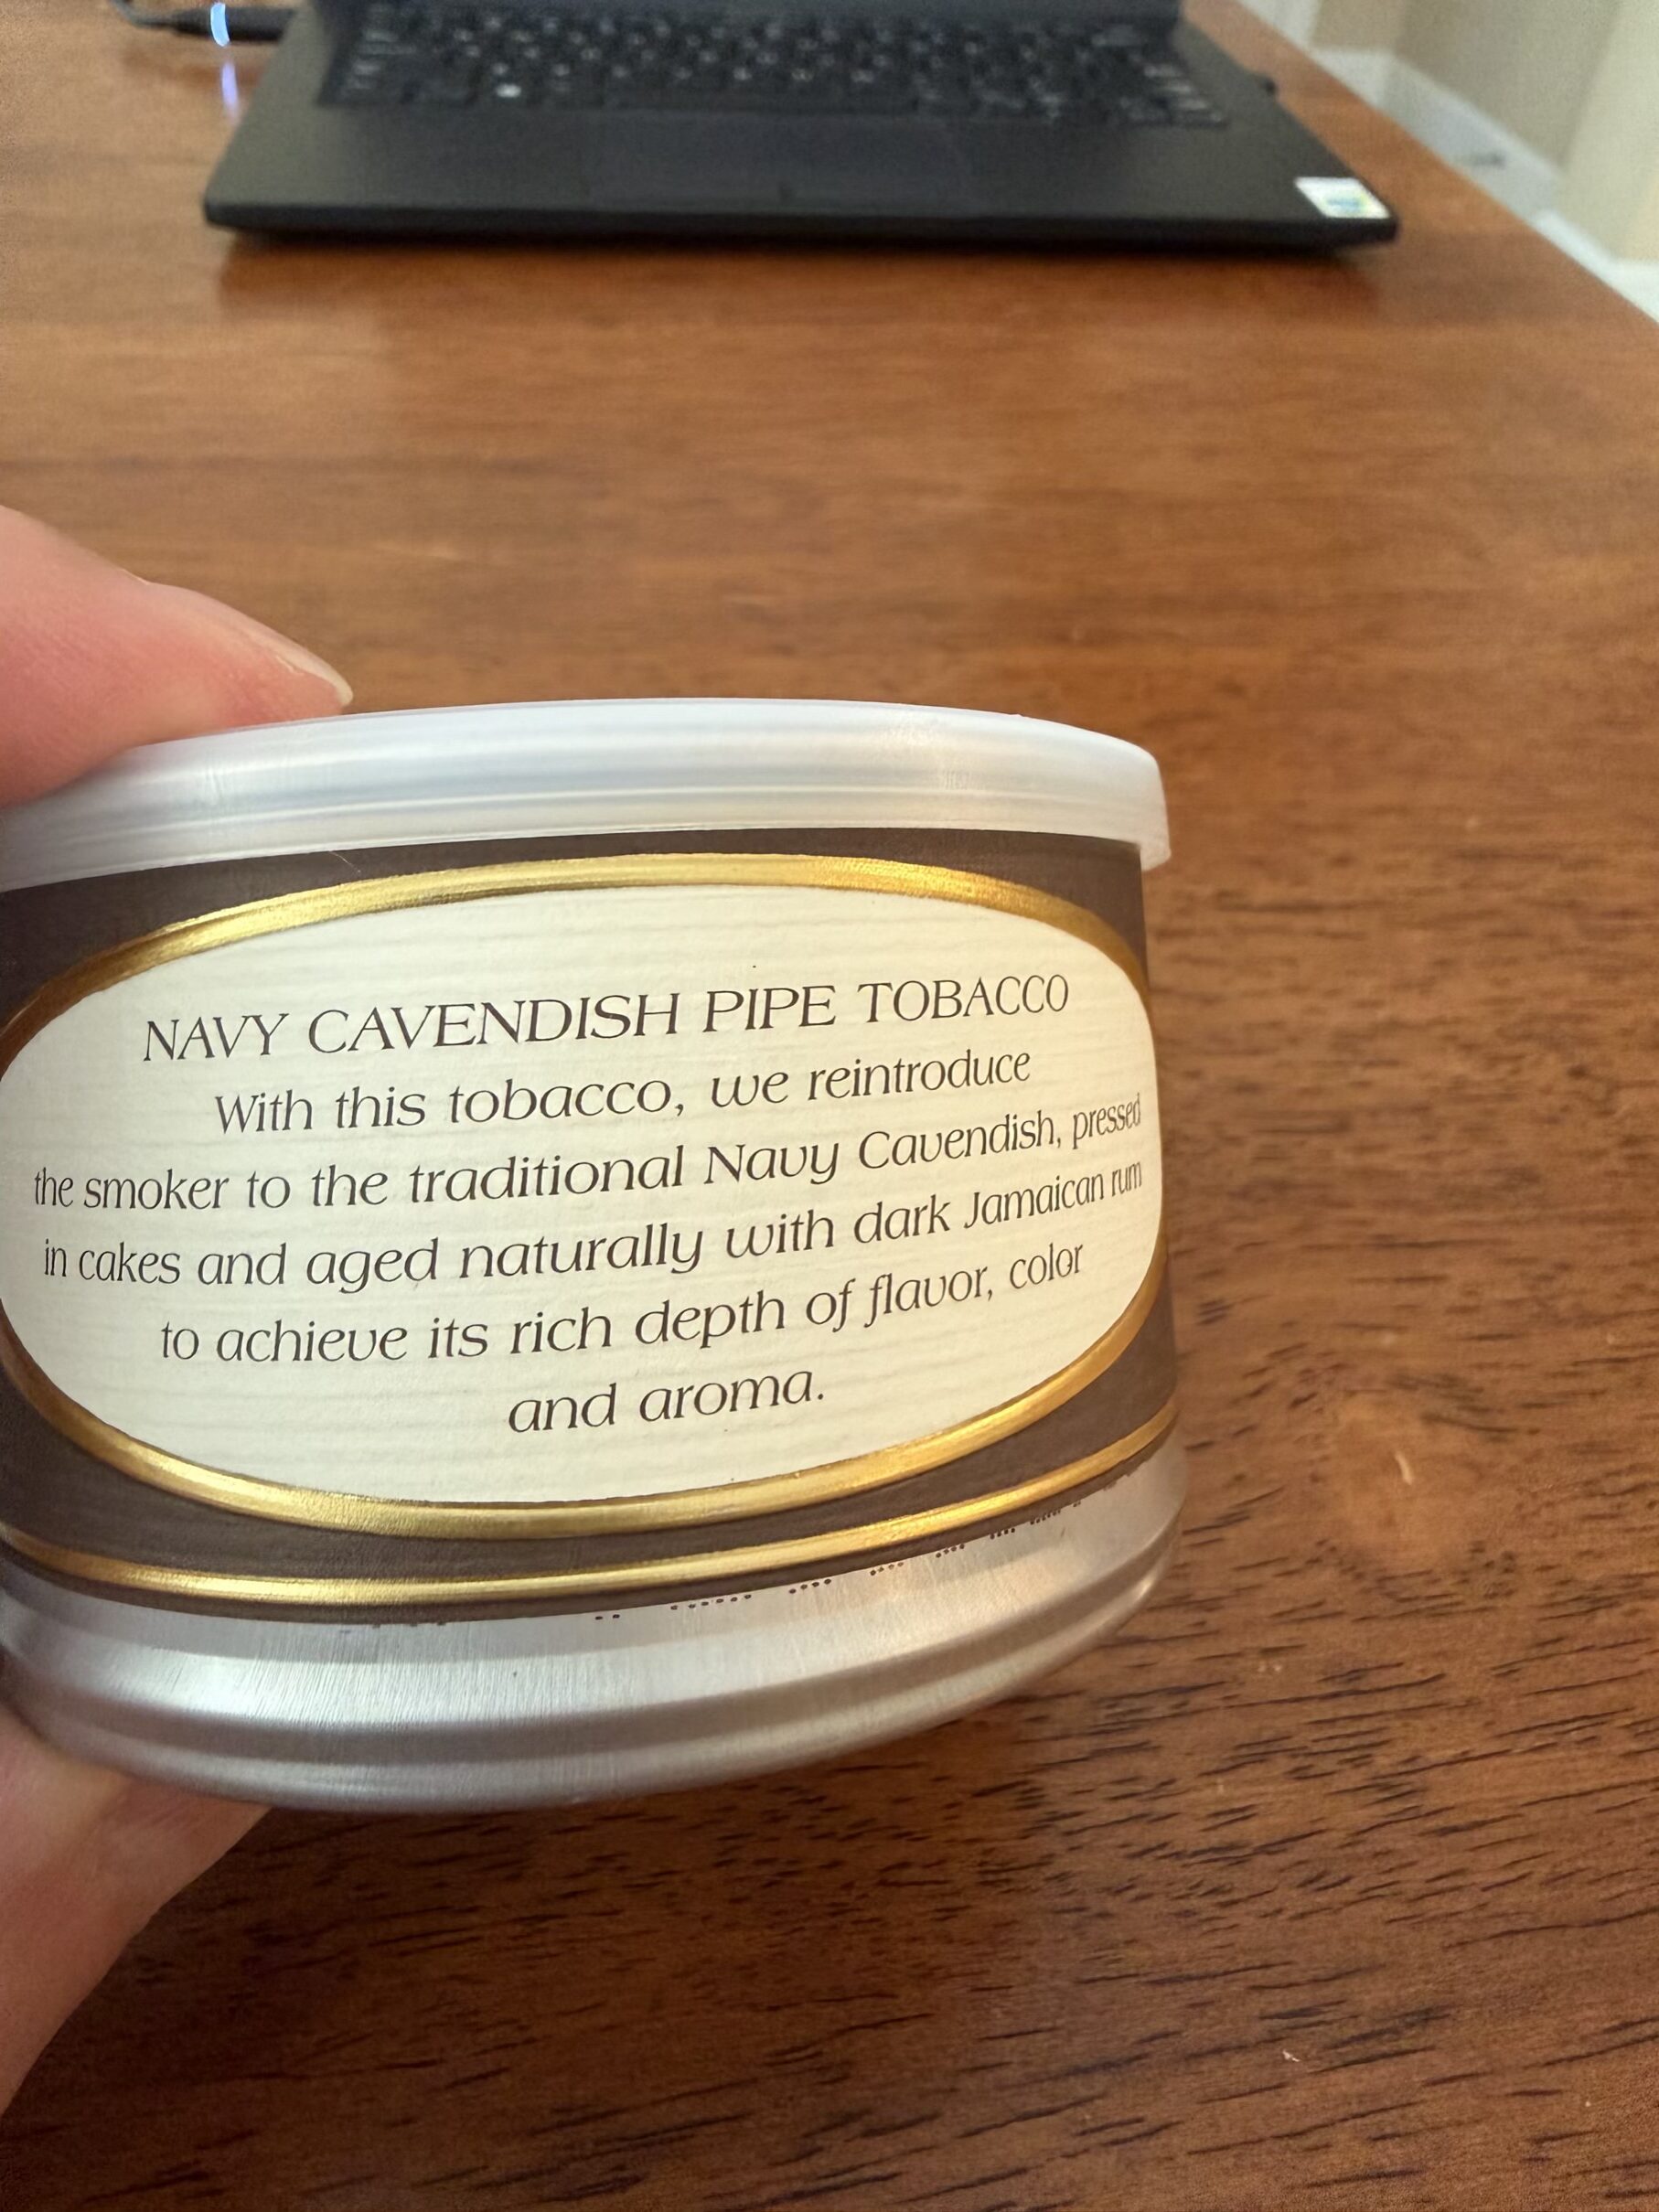 NAVY CAVENDISH PIPE TOBACCO
With this tobacco, we reintroduce
the smoker to the traditional Navy Cavendish, pressed
in cakes and aged naturally with dark Jamaican rum
to achieve its rich depth of flavor, color
and aroma.